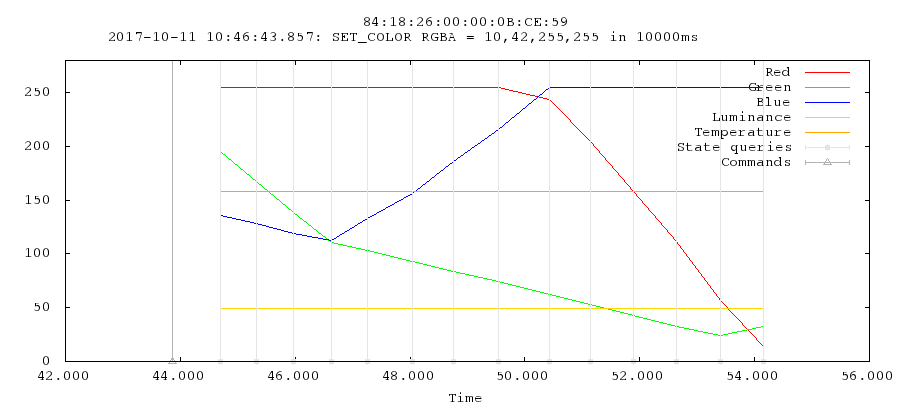 84:18:26:00:00:0B:CE:59
2017-10-11 10:46:43.857: SET_COLOR RGBA = 10,42,255,255 in 10000ms
Red
Green
Blue
Luminance
Temperature
State queries
Commands
250
200
150
100
50
0
42.000 44.000 46.000 48.000 50.000 52.000 54.000 56.000
Time